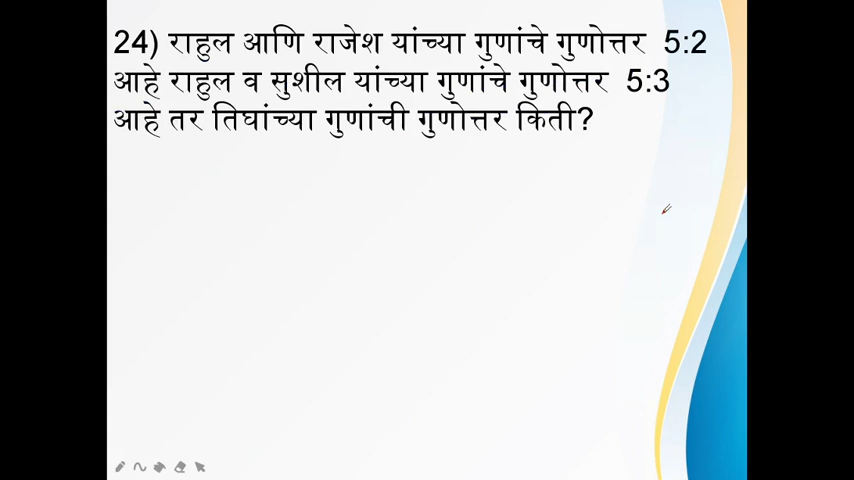 24) राहुल आणि राजेश यांच्या गुणांचे गुणोत्तर 5:2
आहे राहुल व सुशील यांच्या गुणांचे गुणोत्तर 5:3
आहे तर तिघांच्या गुणांची गुणोत्तर किती?